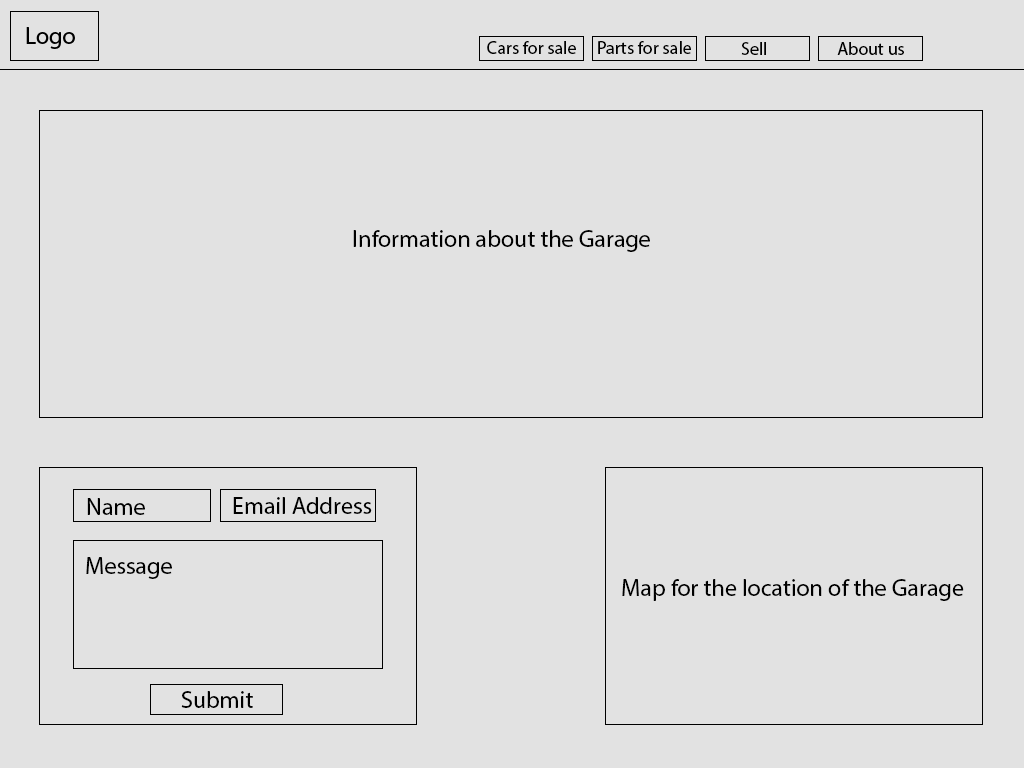 Logo
Cars for sale
Parts for sale
Sell
About us
Information about the Garage
Name
Email Address
Message
Submit
Map for the location of the Garage